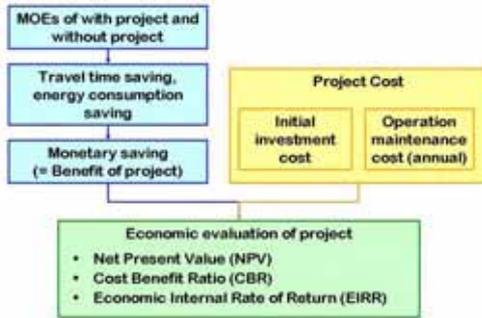 MOEs of with project and
without project
Travel time saving,
energy consumption
saving
Monetary saving
(= Benefit of project)
Project Cost
Initial
investment
cost
Operation
maintenance
cost (annual)
Economic evaluation of project
• Net Present Value (NPV)
• Cost Benefit Ratio (CBR)
• Economic Internal Rate of Return (EIRR)